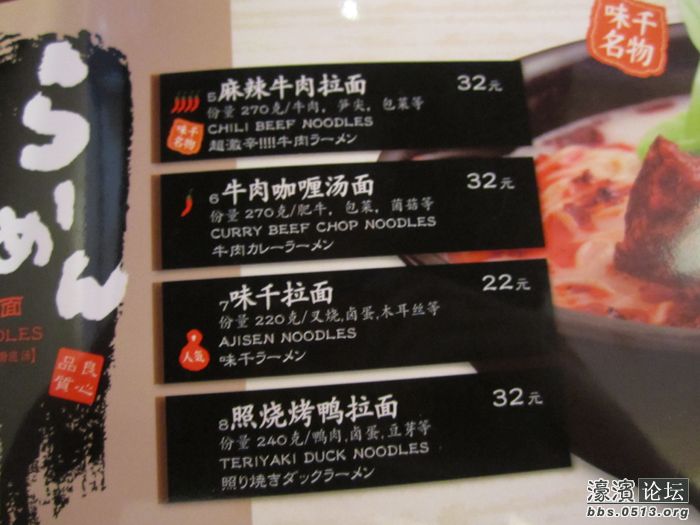 らーめん
面
DLES
品良
質心
味千
名物
5麻辣牛肉拉面 32元
份量 270克/牛肉，笋尖，包菜等
CHILI BEEF NOODLES
超激辛!!!!牛肉ラーメン
味千
名物
6牛肉咖喱汤面 32元
份量 270克/肥牛，包菜，菌菇等
CURRY BEEF CHOP NOODLES
牛肉カレーラーメン
7味千拉面 22元
份量 220克/叉烧,卤蛋,木耳丝等
AJISEN NOODLES
味千ラーメン
人気
8照烧烤鸭拉面 32元
份量 240克/鸭肉,卤蛋,豆芽等
TERIYAKI DUCK NOODLES
照り焼きダックラーメン
濠滨论坛
bbs.0513.org